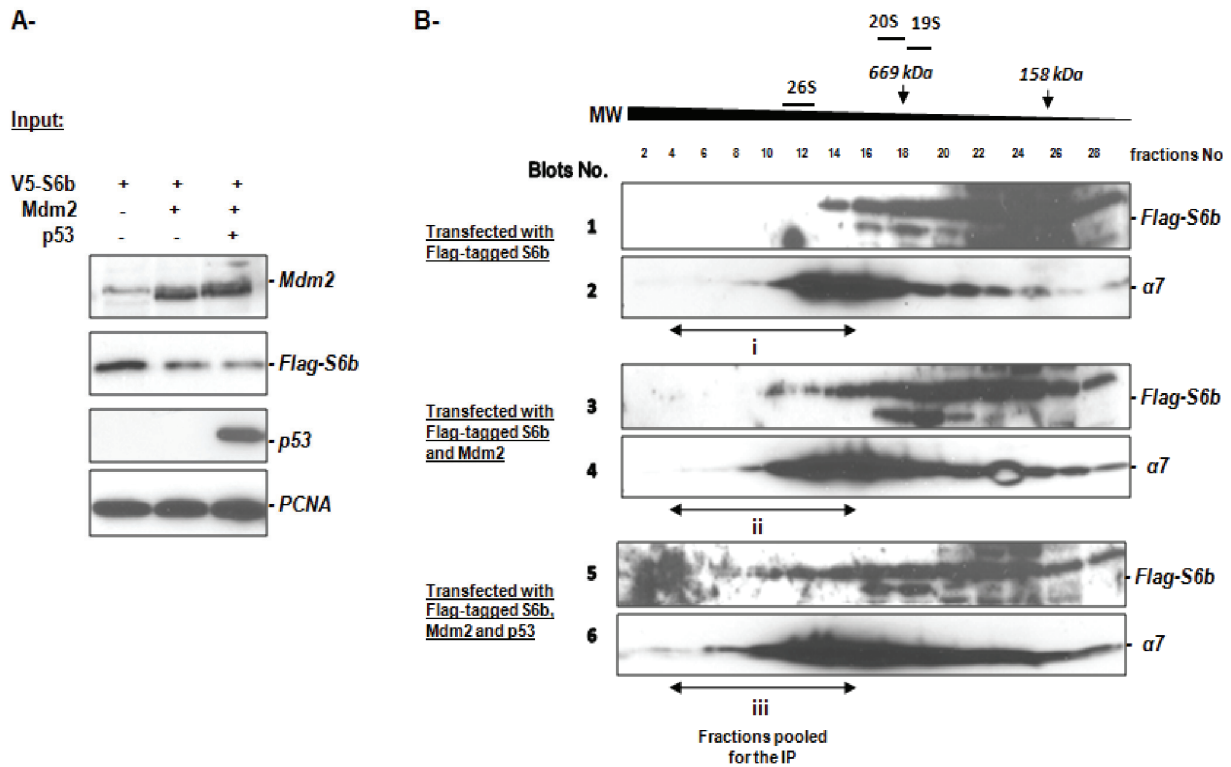 A-
Input:
V5-S6b + + +
Mdm2 - + +
p53 - - +
- Mdm2
- Flag-S6b
- p53
- PCNA
B-
20S 19S
669 kDa 158 kDa
26S
MW
2 4 6 8 10 12 14 16 18 20 22 24 26 28 fractions No
Blots No.
Transfected with
Flag-tagged S6b
1
- Flag-S6b
2
- α7
i
Transfected with
Flag-tagged S6b
and Mdm2
3
- Flag-S6b
4
- α7
ii
Transfected with
Flag-tagged S6b,
Mdm2 and p53
5
- Flag-S6b
6
- α7
iii
Fractions pooled
for the IP